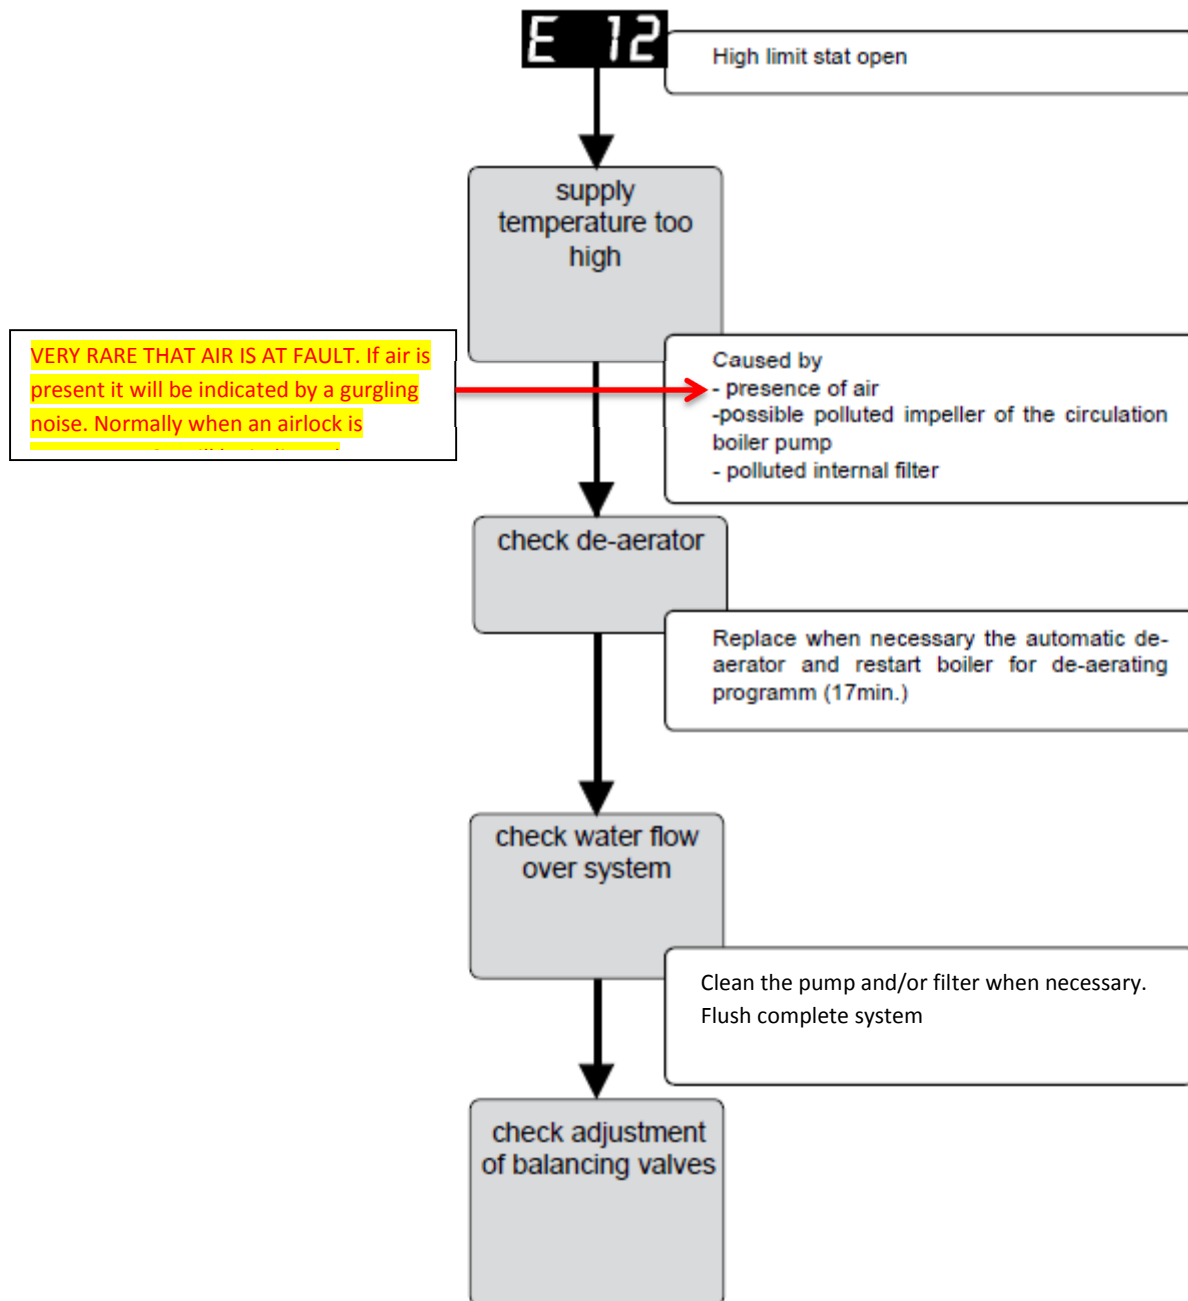 E 12
High limit stat open
supply
temperature too
high
VERY RARE THAT AIR IS AT FAULT. If air is
present it will be indicated by a gurgling
noise. Normally when an airlock is
Caused by
- presence of air
-possible polluted impeller of the circulation
boiler pump
- polluted internal filter
check de-aerator
Replace when necessary the automatic de-
aerator and restart boiler for de-aerating
programm (17min.)
check water flow
over system
Clean the pump and/or filter when necessary.
Flush complete system
check adjustment
of balancing valves